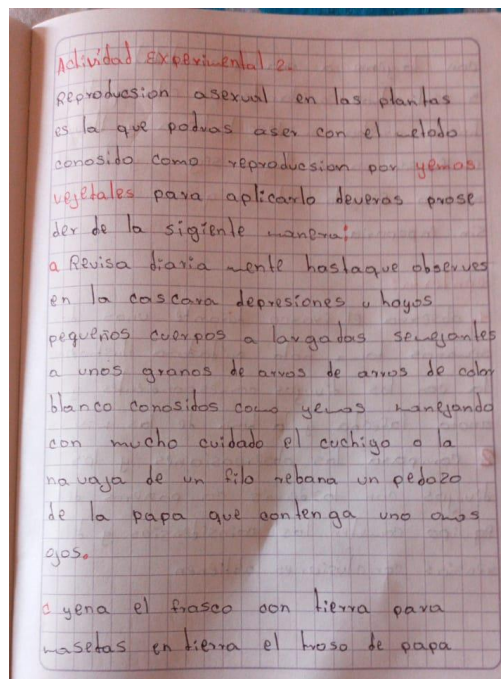 Actividad Experimental 2.
Reproducsion asexual en las plantas
es la que podras aser con el metodo
conosido como reproducsion por yemas
vegetales para aplicarlo deveras prose
der de la sigiente manera:
a Revisa diaria mente hastaque observes
en la cascara depresiones u hoyos
pequeños cuerpos a largadas semejantes
a unos granos de arros de arros de color
blanco conosidos como yemas manejando
con mucho cuidado el cuchigo o la
navaja de un filo rebana un pedazo
de la papa que contenga uno omas
ojos.
c yena el frasco con tierra para
masetas en tierra el troso de papa